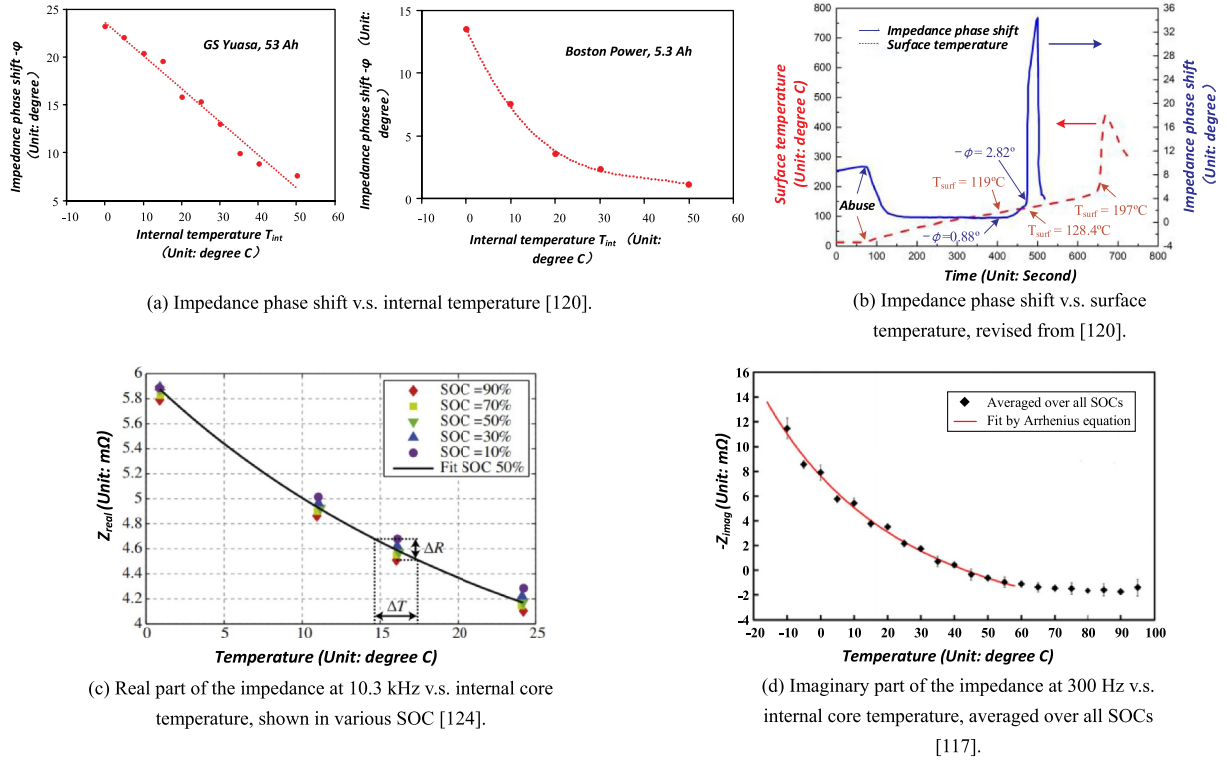 Impedance phase shift -φ
(Unit: degree)
25
20
15
10
5
-10
0
10
20
30
40
50
60
GS Yuasa, 53 Ah
Internal temperature Tint
(Unit: degree C)
Impedance phase shift -φ (Unit:
degree)
15
10
5
0
-10
0
10
20
30
40
50
60
Boston Power, 5.3 Ah
Internal temperature Tint (Unit:
degree C)
(a) Impedance phase shift v.s. internal temperature [120].
Surface temperature
(Unit: degree C)
800
700
600
500
400
300
200
100
0
0
100
200
300
400
500
600
700
800
Impedance phase shift
Surface temperature
36
32
28
24
20
16
12
8
4
0
-4
Impedance phase shift
(Unit: degree)
−ϕ = 2.82º
Tsurf = 119ºC
Abuse
−ϕ=0.88º
Tsurf = 128.4ºC
Tsurf = 197ºC
Time (Unit: Second)
(b) Impedance phase shift v.s. surface
temperature, revised from [120].
Zreal (Unit: mΩ)
6
5.8
5.6
5.4
5.2
5
4.8
4.6
4.4
4.2
4
0
5
10
15
20
25
SOC =90%
SOC =70%
SOC =50%
SOC =30%
SOC =10%
Fit SOC 50%
ΔR
ΔT
Temperature (Unit: degree C)
(c) Real part of the impedance at 10.3 kHz v.s. internal core
temperature, shown in various SOC [124].
-Zimag (Unit: mΩ)
16
14
12
10
8
6
4
2
0
-2
-4
-20
-10
0
10
20
30
40
50
60
70
80
90
100
Averaged over all SOCs
Fit by Arrhenius equation
Temperature (Unit: degree C)
(d) Imaginary part of the impedance at 300 Hz v.s.
internal core temperature, averaged over all SOCs
[117].